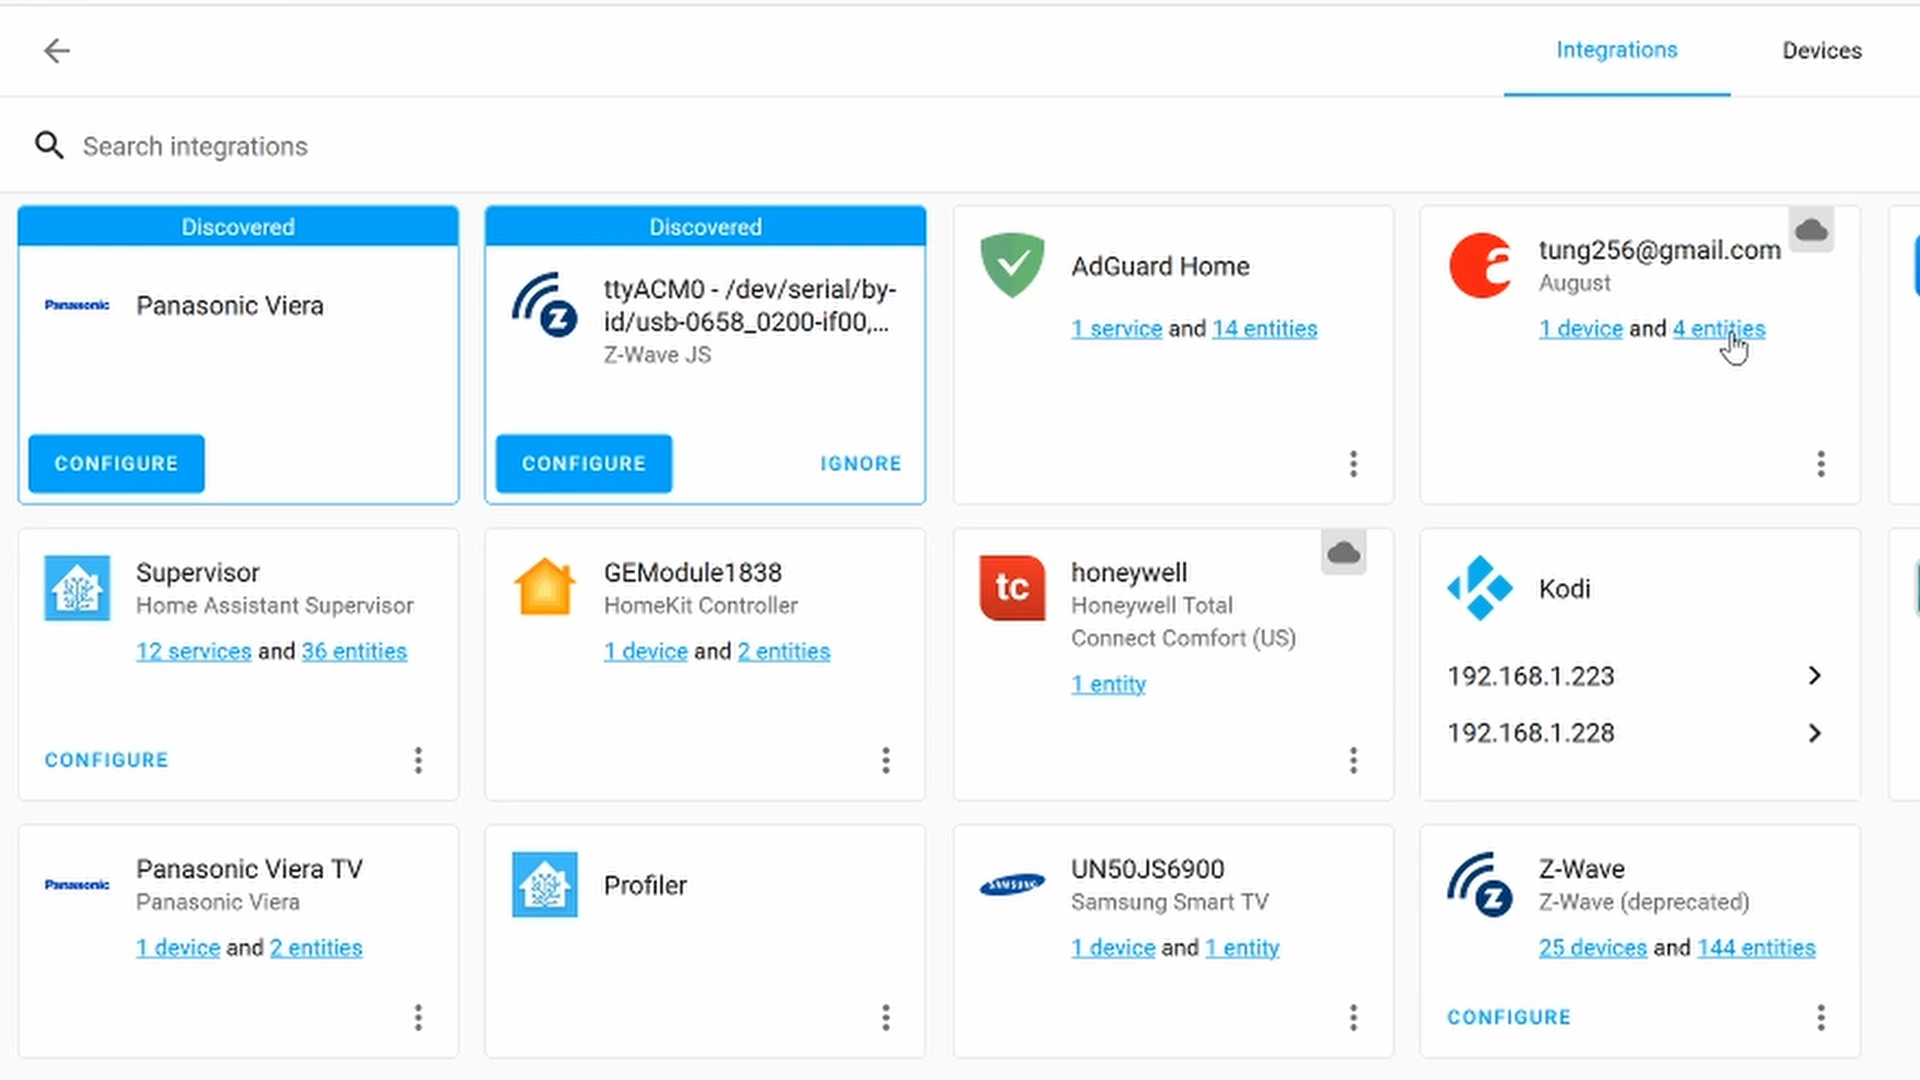 Integrations
Devices
Search integrations
Discovered
Panasonic
Panasonic Viera
CONFIGURE
Discovered
Z
ttyACM0 - /dev/serial/by-
id/usb-0658_0200-if00,...
Z-Wave JS
CONFIGURE
IGNORE
AdGuard Home
1 service and 14 entities
a
tung256@gmail.com
August
1 device and 4 entities
Supervisor
Home Assistant Supervisor
12 services and 36 entities
CONFIGURE
GEModule1838
HomeKit Controller
1 device and 2 entities
tc
honeywell
Honeywell Total
Connect Comfort (US)
1 entity
Kodi
192.168.1.223
192.168.1.228
Panasonic
Panasonic Viera TV
Panasonic Viera
1 device and 2 entities
Profiler
SAMSUNG
UN50JS6900
Samsung Smart TV
1 device and 1 entity
Z
Z-Wave
Z-Wave (deprecated)
25 devices and 144 entities
CONFIGURE